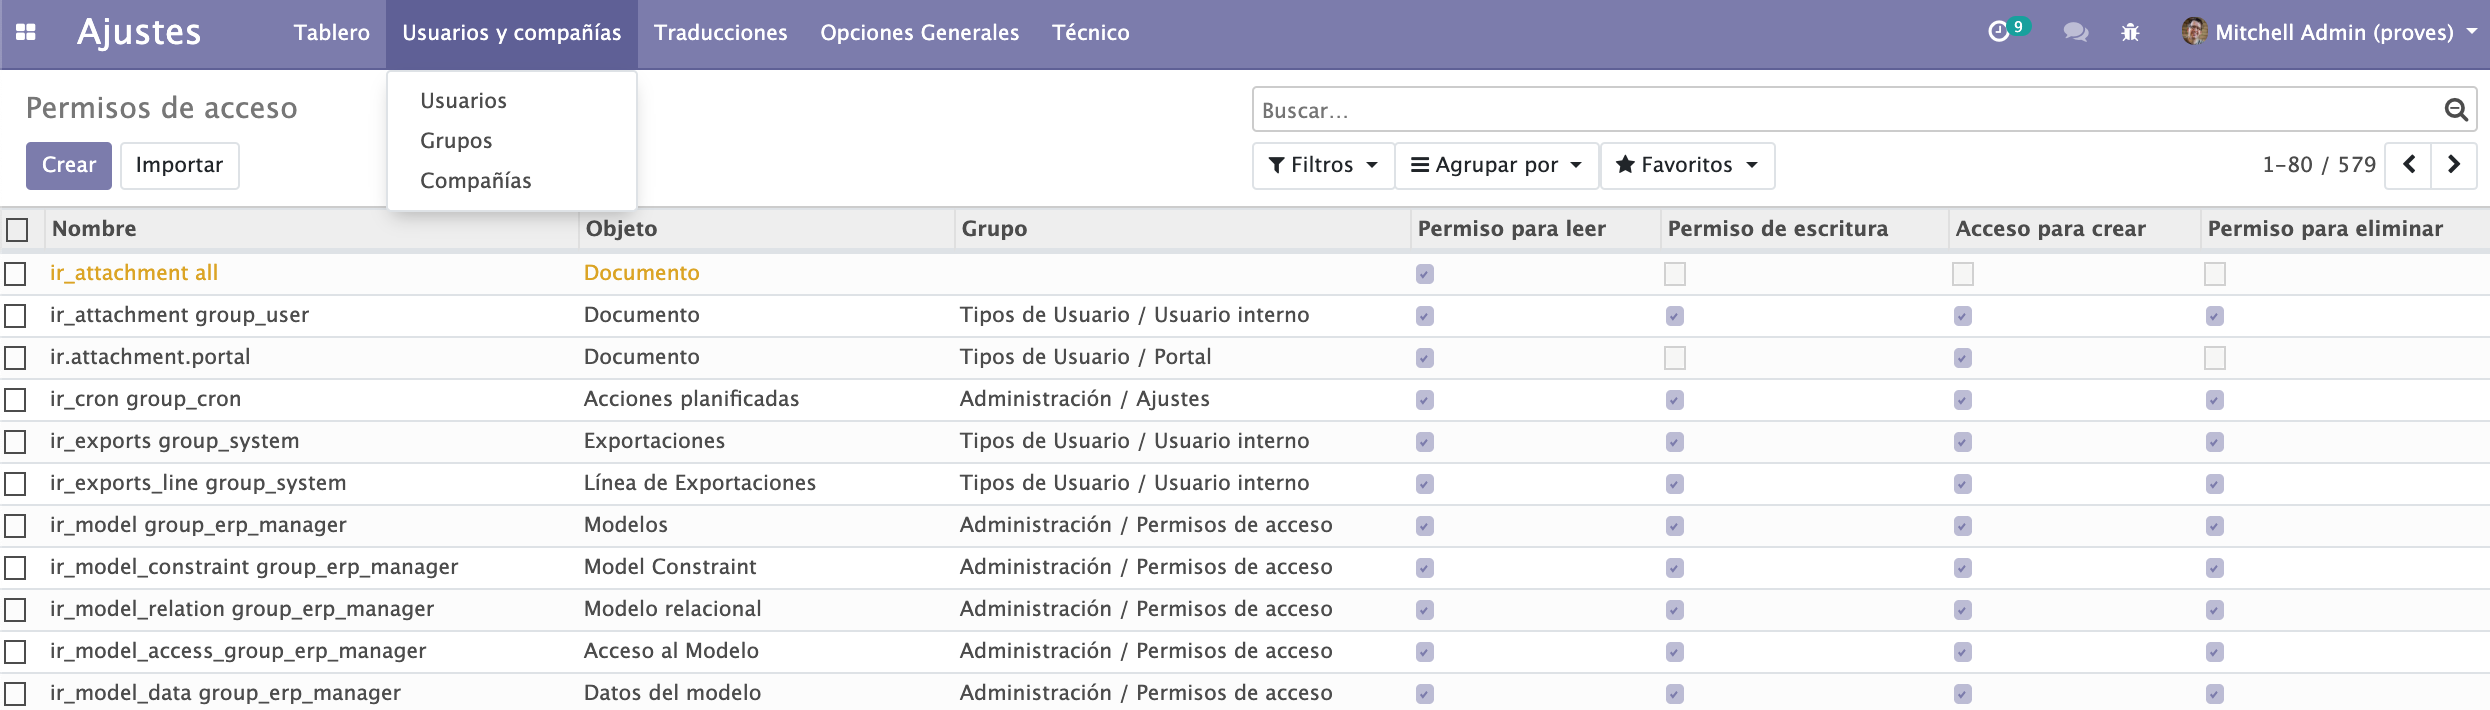 Ajustes Tablero Usuarios y compañías Traducciones Opciones Generales Técnico 9 Mitchell Admin (proves)
Usuarios
Grupos
Compañías
Permisos de acceso
Buscar...
Crear Importar
Filtros Agrupar por Favoritos 1-80 / 579
Nombre Objeto Grupo Permiso para leer Permiso de escritura Acceso para crear Permiso para eliminar
ir_attachment all Documento
ir_attachment group_user Documento Tipos de Usuario / Usuario interno
ir.attachment.portal Documento Tipos de Usuario / Portal
ir_cron group_cron Acciones planificadas Administración / Ajustes
ir_exports group_system Exportaciones Tipos de Usuario / Usuario interno
ir_exports_line group_system Línea de Exportaciones Tipos de Usuario / Usuario interno
ir_model group_erp_manager Modelos Administración / Permisos de acceso
ir_model_constraint group_erp_manager Model Constraint Administración / Permisos de acceso
ir_model_relation group_erp_manager Modelo relacional Administración / Permisos de acceso
ir_model_access_group_erp_manager Acceso al Modelo Administración / Permisos de acceso
ir_model_data group_erp_manager Datos del modelo Administración / Permisos de acceso